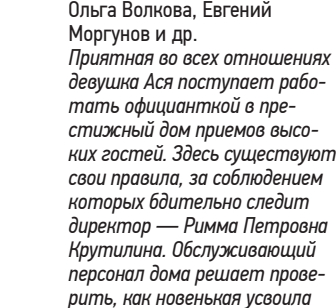 Ольга Волкова, Евгений
Моргунов и др.
Приятная во всех отношениях
девушка Ася поступает рабо-
тать официанткой в пре-
стижный дом приемов высо-
ких гостей. Здесь существуют
свои правила, за соблюдением
которых бдительно следит
директор — Римма Петровна
Крутилина. Обслуживающий
персонал дома решает прове-
рить, как новенькая усвоила